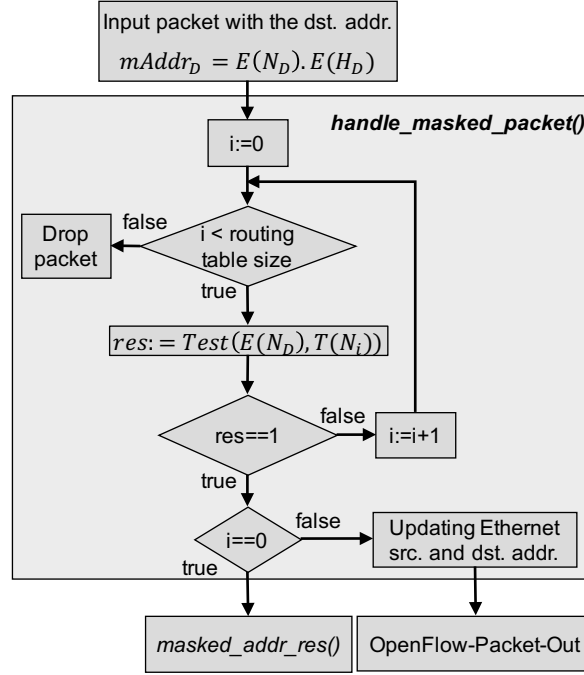 Input packet with the dst. addr.
mAddr_D = E(N_D). E(H_D)
handle_masked_packet()
i:=0
false
Drop
packet
i < routing
table size
true
res: = Test(E(N_D), T(N_i))
false
res==1
i:=i+1
true
false
i==0
Updating Ethernet
src. and dst. addr.
true
masked_addr_res()
OpenFlow-Packet-Out